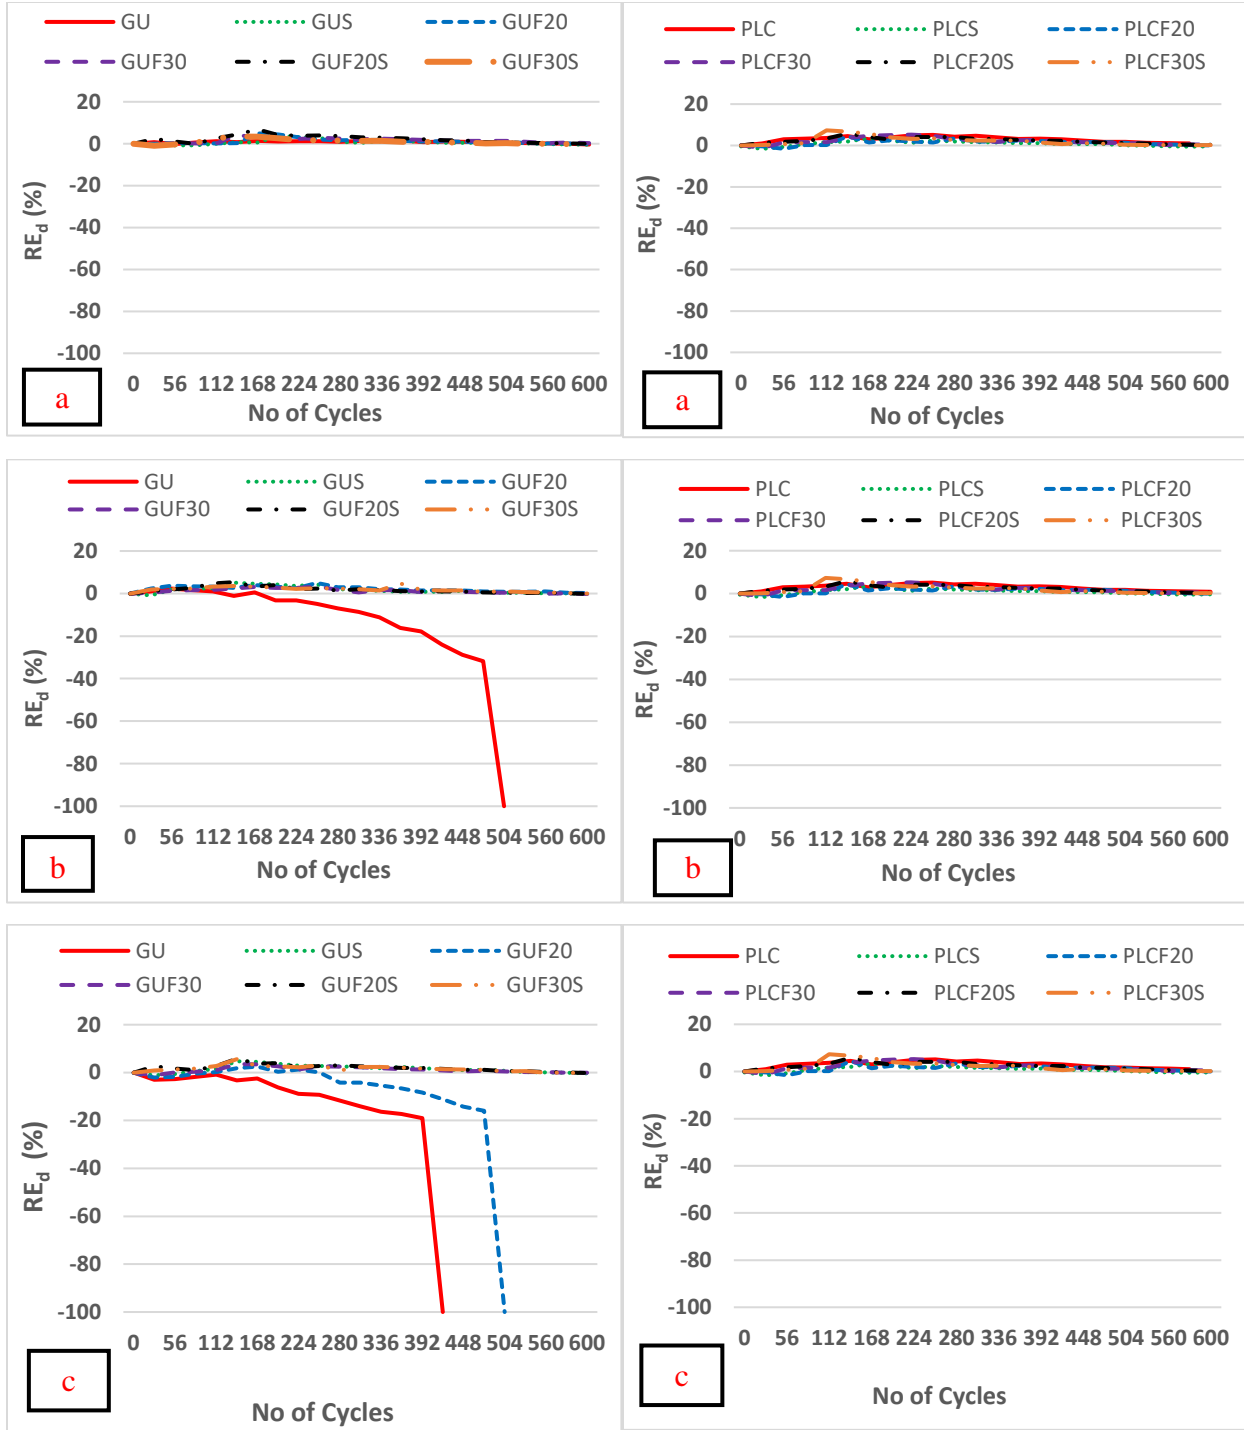 GU GUS GUF20
GUF30 GUF20S GUF30S
20
0
-20
-40
-60
-80
-100
REd (%)
0 56 112 168 224 280 336 392 448 504 560 600
No of Cycles
a
PLC PLCS PLCF20
PLCF30 PLCF20S PLCF30S
20
0
-20
-40
-60
-80
-100
REd (%)
0 56 112 168 224 280 336 392 448 504 560 600
No of Cycles
a
GU GUS GUF20
GUF30 GUF20S GUF30S
20
0
-20
-40
-60
-80
-100
REd (%)
0 56 112 168 224 280 336 392 448 504 560 600
No of Cycles
b
PLC PLCS PLCF20
PLCF30 PLCF20S PLCF30S
20
0
-20
-40
-60
-80
-100
REd (%)
0 56 112 168 224 280 336 392 448 504 560 600
No of Cycles
b
GU GUS GUF20
GUF30 GUF20S GUF30S
20
0
-20
-40
-60
-80
-100
REd (%)
0 56 112 168 224 280 336 392 448 504 560 600
No of Cycles
c
PLC PLCS PLCF20
PLCF30 PLCF20S PLCF30S
20
0
-20
-40
-60
-80
-100
REd (%)
0 56 112 168 224 280 336 392 448 504 560 600
No of Cycles
c